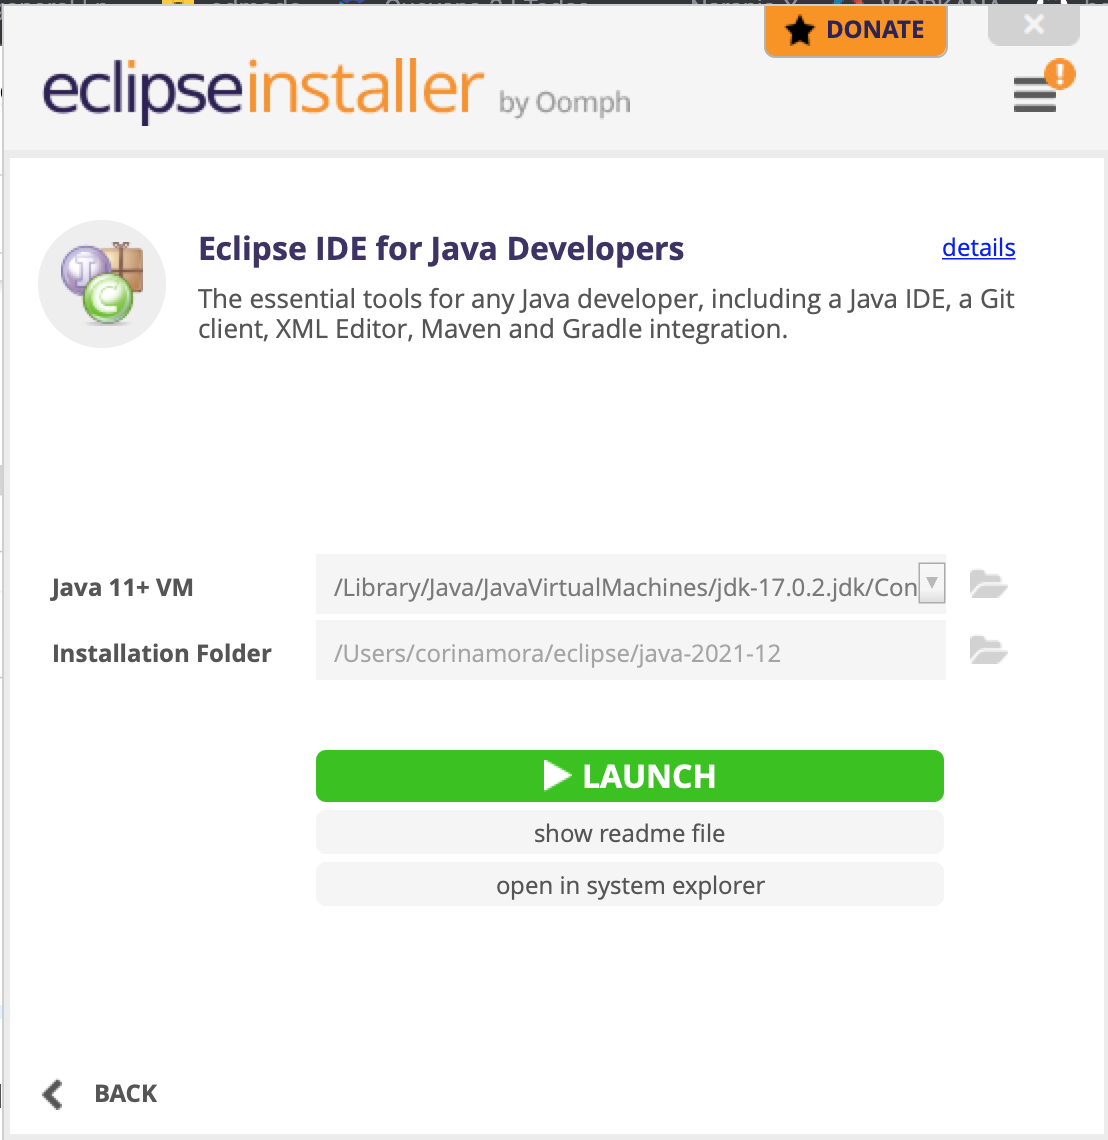 DONATE
eclipseinstaller by Oomph
Eclipse IDE for Java Developers
details
The essential tools for any Java developer, including a Java IDE, a Git
client, XML Editor, Maven and Gradle integration.
Java 11+ VM
/Library/Java/JavaVirtualMachines/jdk-17.0.2.jdk/Con
Installation Folder
/Users/corinamora/eclipse/java-2021-12
LAUNCH
show readme file
open in system explorer
BACK